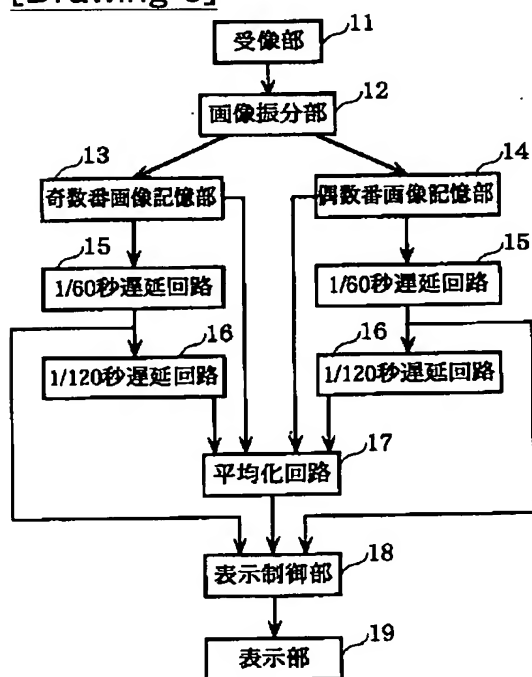 11
受像部
12
画像振分部
13
14
奇数番画像記憶部
偶数番画像記憶部
15
15
1/60秒遅延回路
1/60秒遅延回路
16
16
1/120秒遅延回路
1/120秒遅延回路
17
平均化回路
18
表示制御部
19
表示部